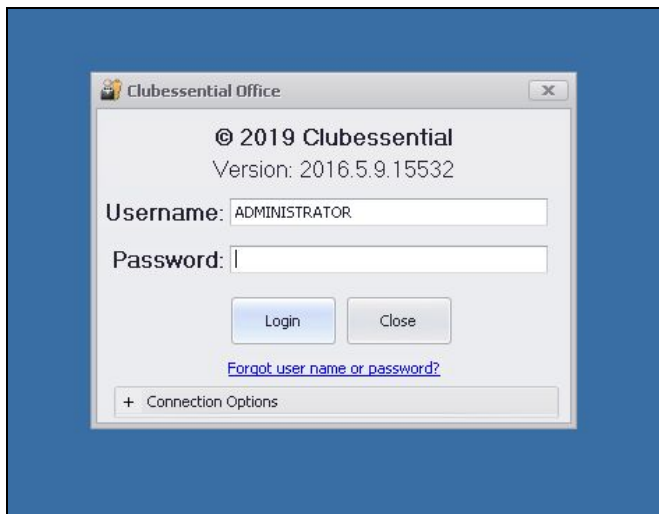 Clubessential Office
© 2019 Clubessential
Version: 2016.5.9.15532
Username: ADMINISTRATOR
Password:
Login Close
Forgot user name or password?
+ Connection Options